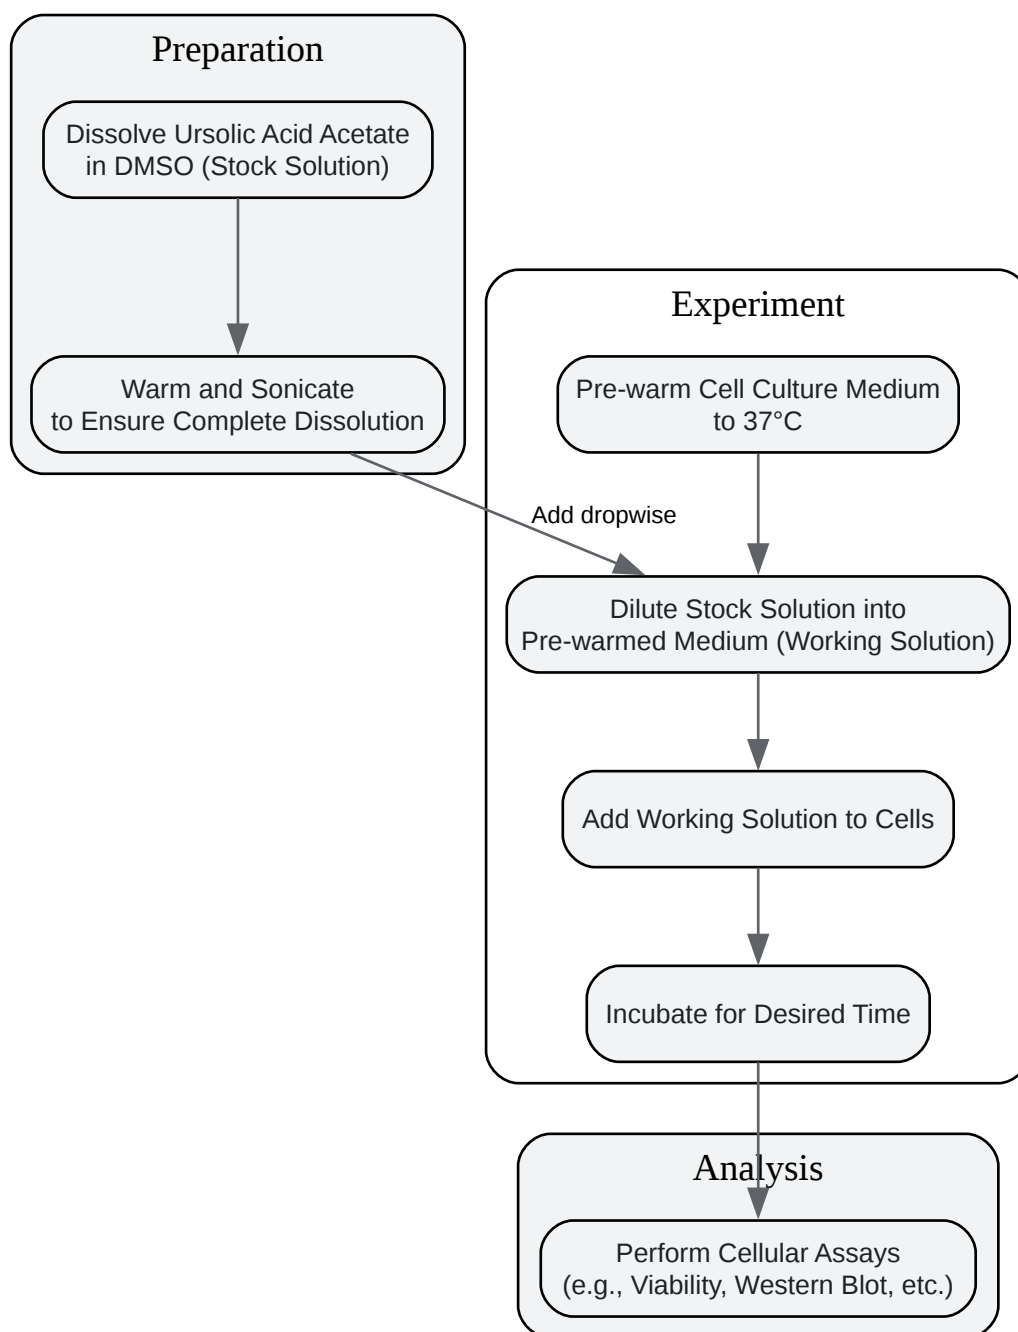 Preparation
Dissolve Ursolic Acid Acetate
in DMSO (Stock Solution)
Warm and Sonicate
to Ensure Complete Dissolution
Experiment
Pre-warm Cell Culture Medium
to 37°C
Add dropwise
Dilute Stock Solution into
Pre-warmed Medium (Working Solution)
Add Working Solution to Cells
Incubate for Desired Time
Analysis
Perform Cellular Assays
(e.g., Viability, Western Blot, etc.)